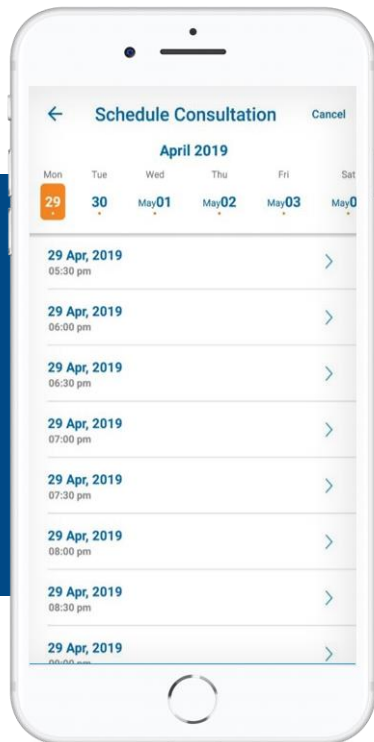 Schedule Consultation Cancel
April 2019
Mon Tue Wed Thu Fri Sat
29 30 May01 May02 May03 May0
29 Apr, 2019
05:30 pm
29 Apr, 2019
06:00 pm
29 Apr, 2019
06:30 pm
29 Apr, 2019
07:00 pm
29 Apr, 2019
07:30 pm
29 Apr, 2019
08:00 pm
29 Apr, 2019
08:30 pm
29 Apr, 2019